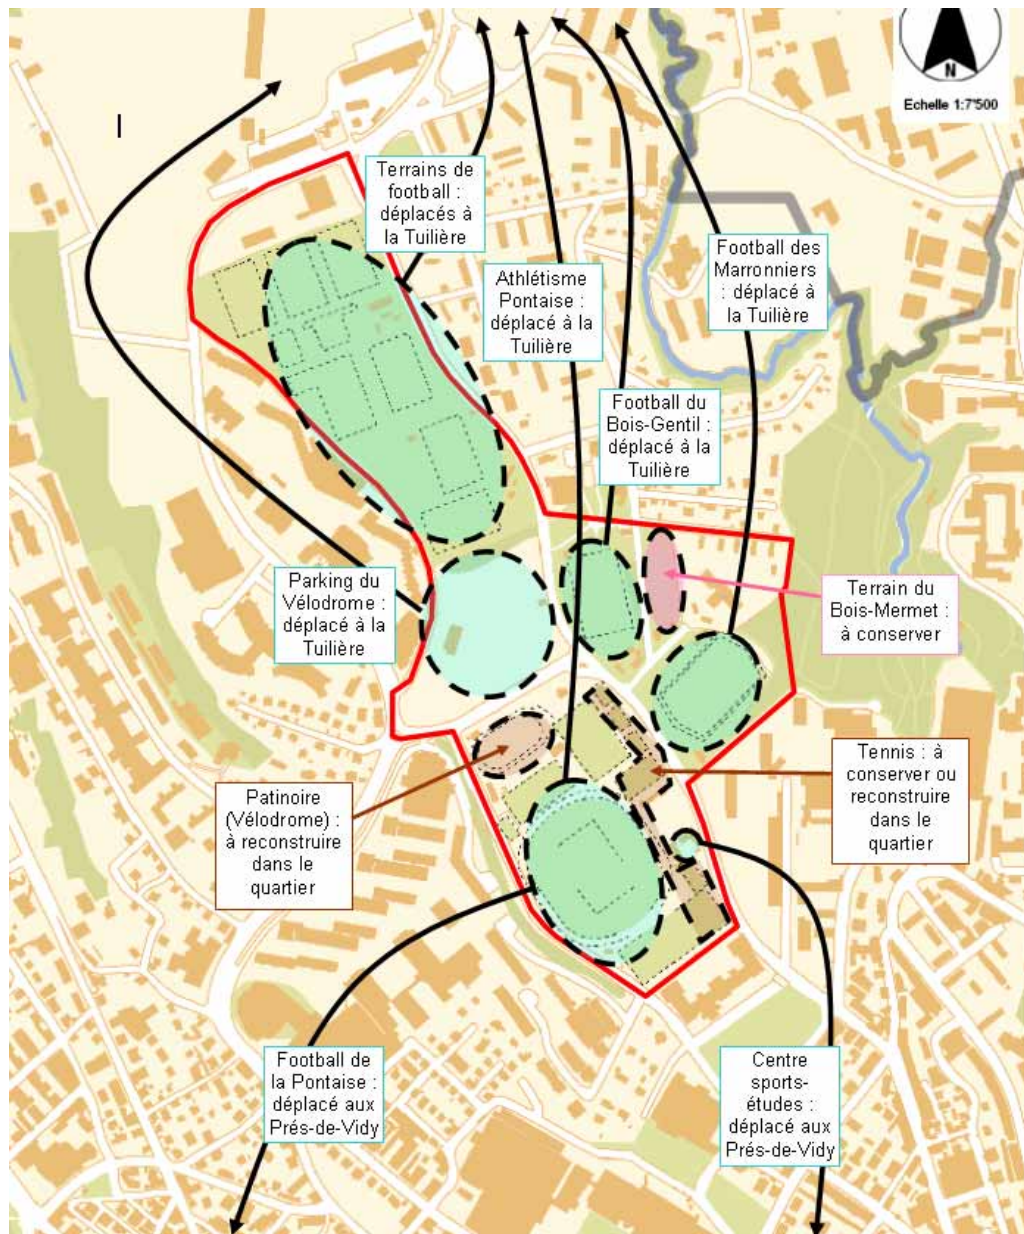 N
Echelle 1:7'500
Terrains de
football :
déplacés à
la Tuilière
Football des
Marronniers
: déplacé à
la Tuilière
Athlétisme
Pontaise :
déplacé à la
Tuilière
Football du
Bois-Gentil :
déplacé à la
Tuilière
Parking du
Vélodrome :
déplacé à la
Tuilière
Terrain du
Bois-Mermet :
à conserver
Tennis : à
conserver ou
reconstruire
dans le
quartier
Patinoire
(Vélodrome) :
à reconstruire
dans le
quartier
Football de
la Pontaise :
déplacé aux
Prés-de-Vidy
Centre
sports-
études :
déplacé aux
Prés-de-Vidy